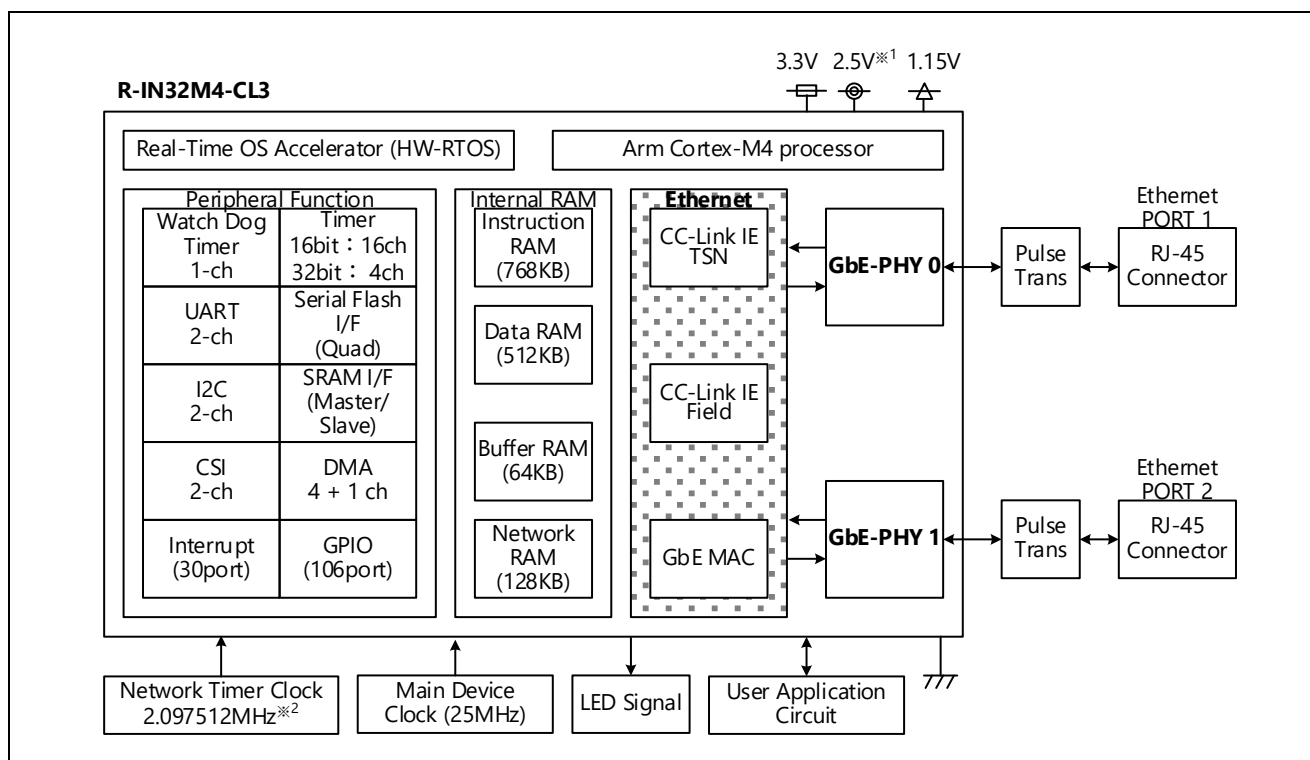 3.3V 2.5V※1 1.15V
R-IN32M4-CL3
Real-Time OS Accelerator (HW-RTOS)
Arm Cortex-M4 processor
Peripheral Function
Watch Dog
Timer
1-ch
Timer
16bit：16ch
32bit： 4ch
UART
2-ch
Serial Flash
I/F
(Quad)
I2C
2-ch
SRAM I/F
(Master/
Slave)
CSI
2-ch
DMA
4 + 1 ch
Interrupt
(30port)
GPIO
(106port)
Internal RAM
Instruction
RAM
(768KB)
Data RAM
(512KB)
Buffer RAM
(64KB)
Network
RAM
(128KB)
Ethernet
CC-Link IE
TSN
CC-Link IE
Field
GbE MAC
GbE-PHY 0
Pulse
Trans
Ethernet
PORT 1
RJ-45
Connector
GbE-PHY 1
Pulse
Trans
Ethernet
PORT 2
RJ-45
Connector
Network Timer Clock
2.097512MHz※2
Main Device
Clock (25MHz)
LED Signal
User Application
Circuit